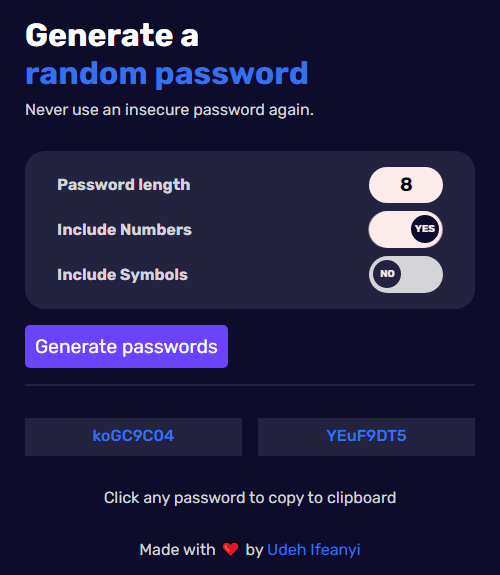 Generate a
random password
Never use an insecure password again.
Password length 8
Include Numbers YES
Include Symbols NO
Generate passwords
koGC9C04 YEuF9DT5
Click any password to copy to clipboard
Made with ❤️ by Udeh Ifeanyi